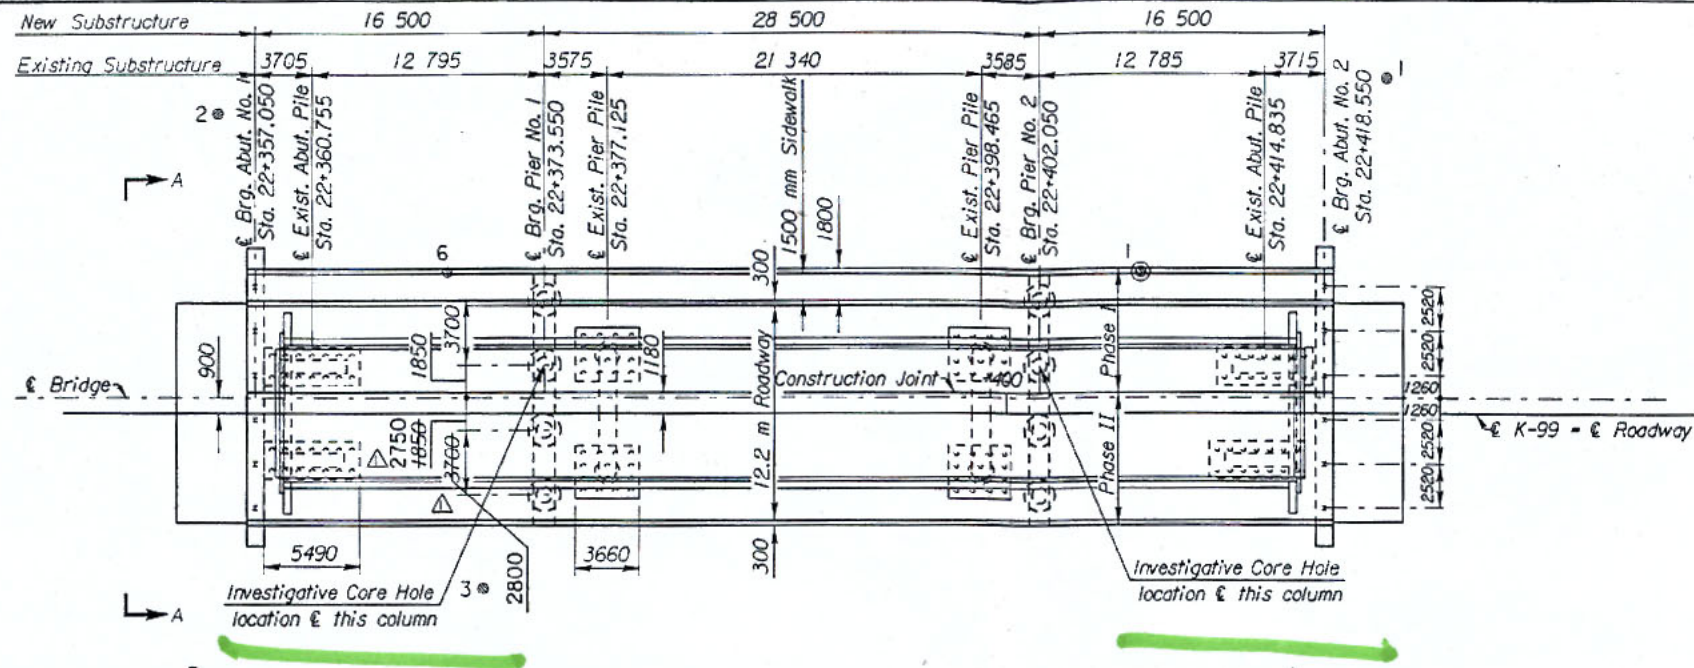 New Substructure 16 500 28 500 16 500
Existing Substructure 3705 12 795 3575 21 340 3585 12 785 3715
℄ Brg. Abut. No. 1
Sta. 22+357.050
℄ Exist. Abut. Pile
Sta. 22+360.755
℄ Brg. Pier No. 1
Sta. 22+373.550
℄ Exist. Pier Pile
Sta. 22+377.125
1500 mm Sidewalk
1800
℄ Exist. Pier Pile
Sta. 22+398.465
℄ Brg. Pier No. 2
Sta. 22+402.050
℄ Exist. Abut. Pile
Sta. 22+414.835
℄ Brg. Abut. No. 2
Sta. 22+418.550
1
2
A
6
1
300
900
1850
3700
1180
12.2 m Roadway
Phase I
2520
2520
1260
1260
2520
2520
℄ Bridge
Construction Joint
400
℄ K-99 = ℄ Roadway
2750
1850
3700
1
1
Phase II
5490
3660
300
2800
3
Investigative Core Hole
location ℄ this column
Investigative Core Hole
location ℄ this column
A